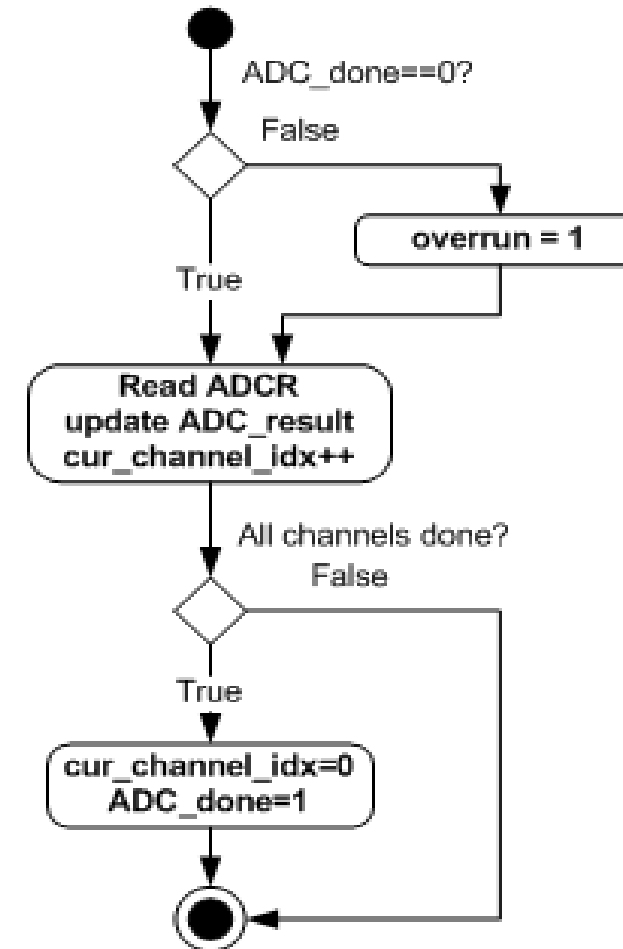 ADC_done==0?
False
overrun = 1
True
Read ADCR
update ADC_result
cur_channel_idx++
All channels done?
False
True
cur_channel_idx=0
ADC_done=1